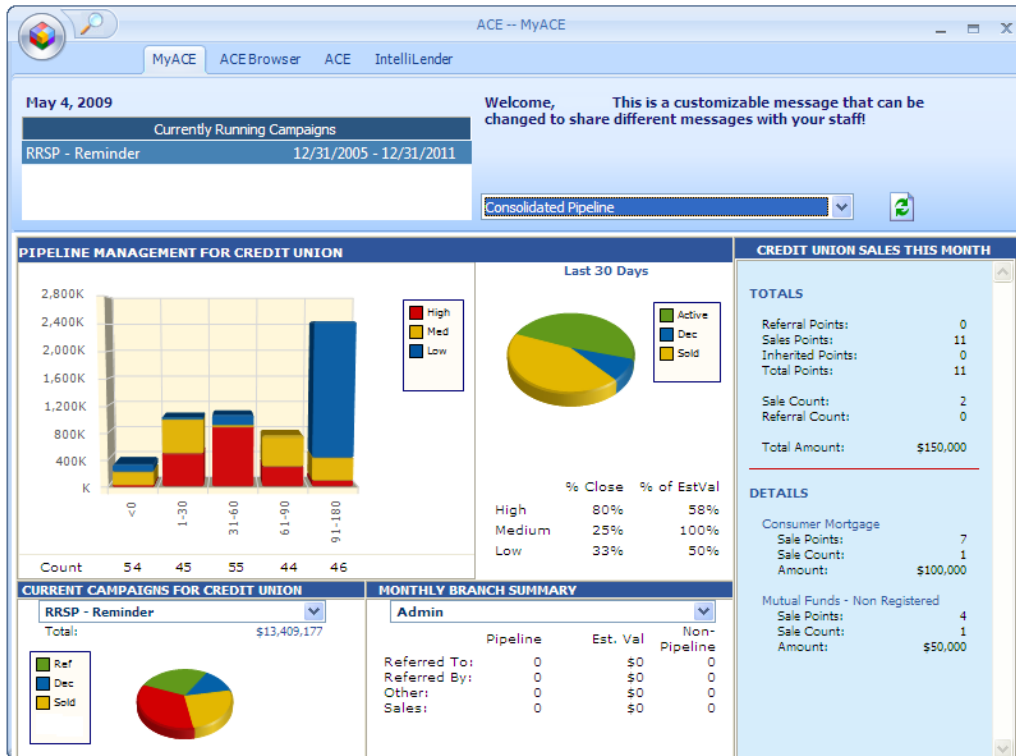 ACE -- MyACE
MyACE ACEBrowser ACE IntelliLender
May 4, 2009
Currently Running Campaigns
RRSP - Reminder 12/31/2005 - 12/31/2011
Welcome, This is a customizable message that can be
changed to share different messages with your staff!
Consolidated Pipeline
PIPELINE MANAGEMENT FOR CREDIT UNION
2,800K
2,400K
2,000K
1,600K
1,200K
800K
400K
K
<0 1-30 31-60 61-90 91-180
Count 54 45 55 44 46
High
Med
Low
Last 30 Days
Active
Dec
Sold
% Close % of EstVal
High 80% 58%
Medium 25% 100%
Low 33% 50%
CREDIT UNION SALES THIS MONTH
TOTALS
Referral Points: 0
Sales Points: 11
Inherited Points: 0
Total Points: 11
Sale Count: 2
Referral Count: 0
Total Amount: $150,000
DETAILS
Consumer Mortgage
Sale Points: 7
Sale Count: 1
Amount: $100,000
Mutual Funds - Non Registered
Sale Points: 4
Sale Count: 1
Amount: $50,000
CURRENT CAMPAIGNS FOR CREDIT UNION
RRSP - Reminder
Total: $13,409,177
Ref
Dec
Sold
MONTHLY BRANCH SUMMARY
Admin
Pipeline Est. Val Non-
Pipeline
Referred To: 0 $0 0
Referred By: 0 $0 0
Other: 0 $0 0
Sales: 0 $0 0